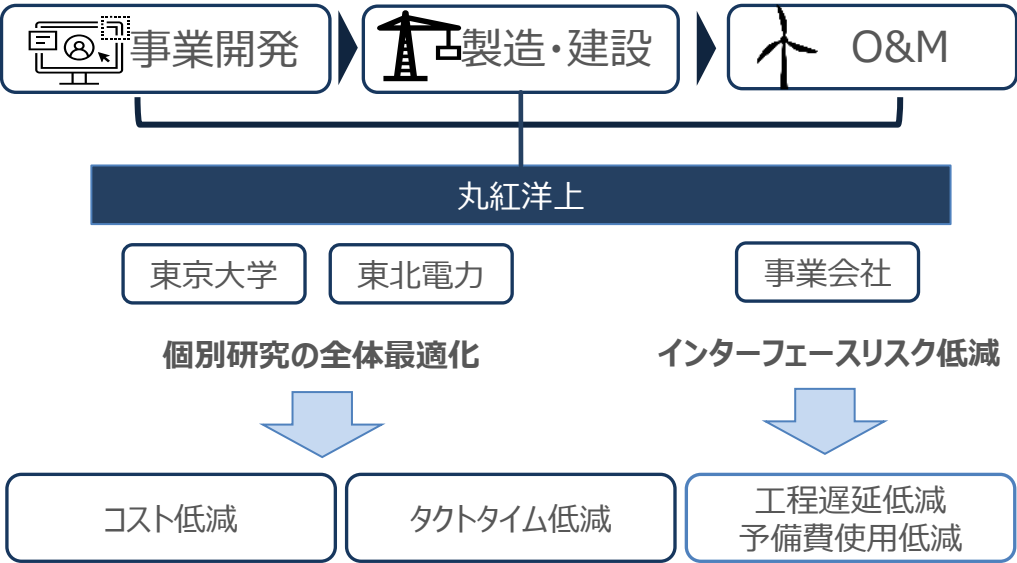 事業開発
製造・建設
O&M
丸紅洋上
東京大学
東北電力
事業会社
個別研究の全体最適化
インターフェースリスク低減
コスト低減
タクトタイム低減
工程遅延低減
予備費使用低減